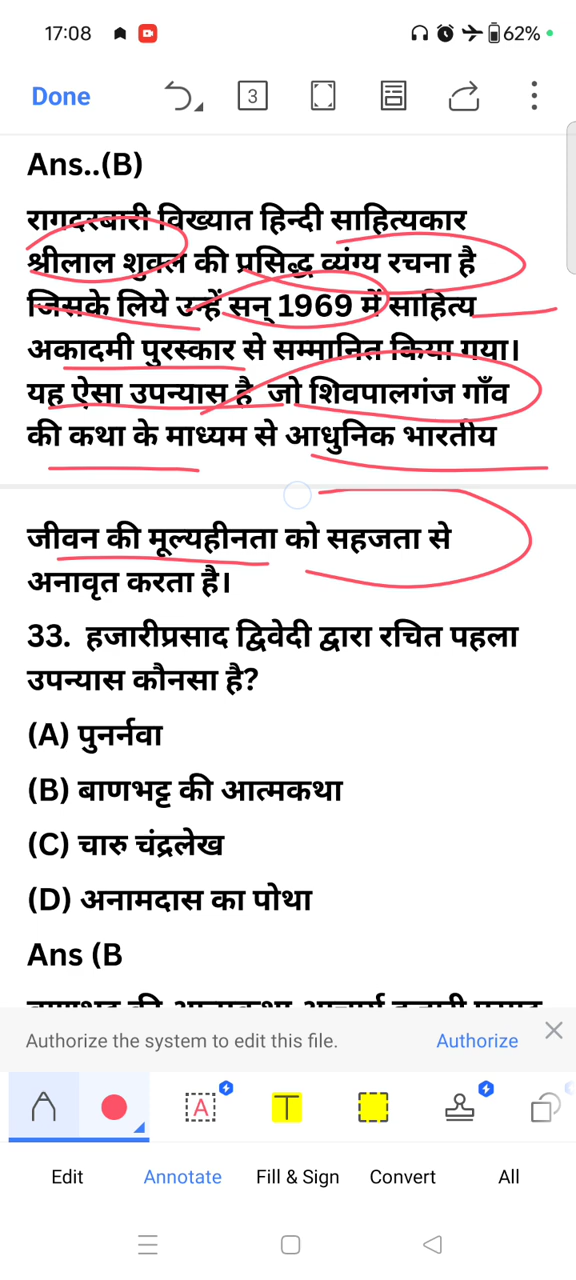 17:08
62%
Done
3
Ans..(B)
रागदरबारी विख्यात हिन्दी साहित्यकार
श्रीलाल शुक्ल की प्रसिद्ध व्यंग्य रचना है
जिसके लिये उन्हें सन् 1969 में साहित्य
अकादमी पुरस्कार से सम्मानित किया गया।
यह ऐसा उपन्यास है जो शिवपालगंज गाँव
की कथा के माध्यम से आधुनिक भारतीय
जीवन की मूल्यहीनता को सहजता से
अनावृत करता है।
33. हजारीप्रसाद द्विवेदी द्वारा रचित पहला
उपन्यास कौनसा है?
(A) पुनर्नवा
(B) बाणभट्ट की आत्मकथा
(C) चारु चंद्रलेख
(D) अनामदास का पोथा
Ans (B
Authorize the system to edit this file. Authorize
A T
Edit Annotate Fill & Sign Convert All